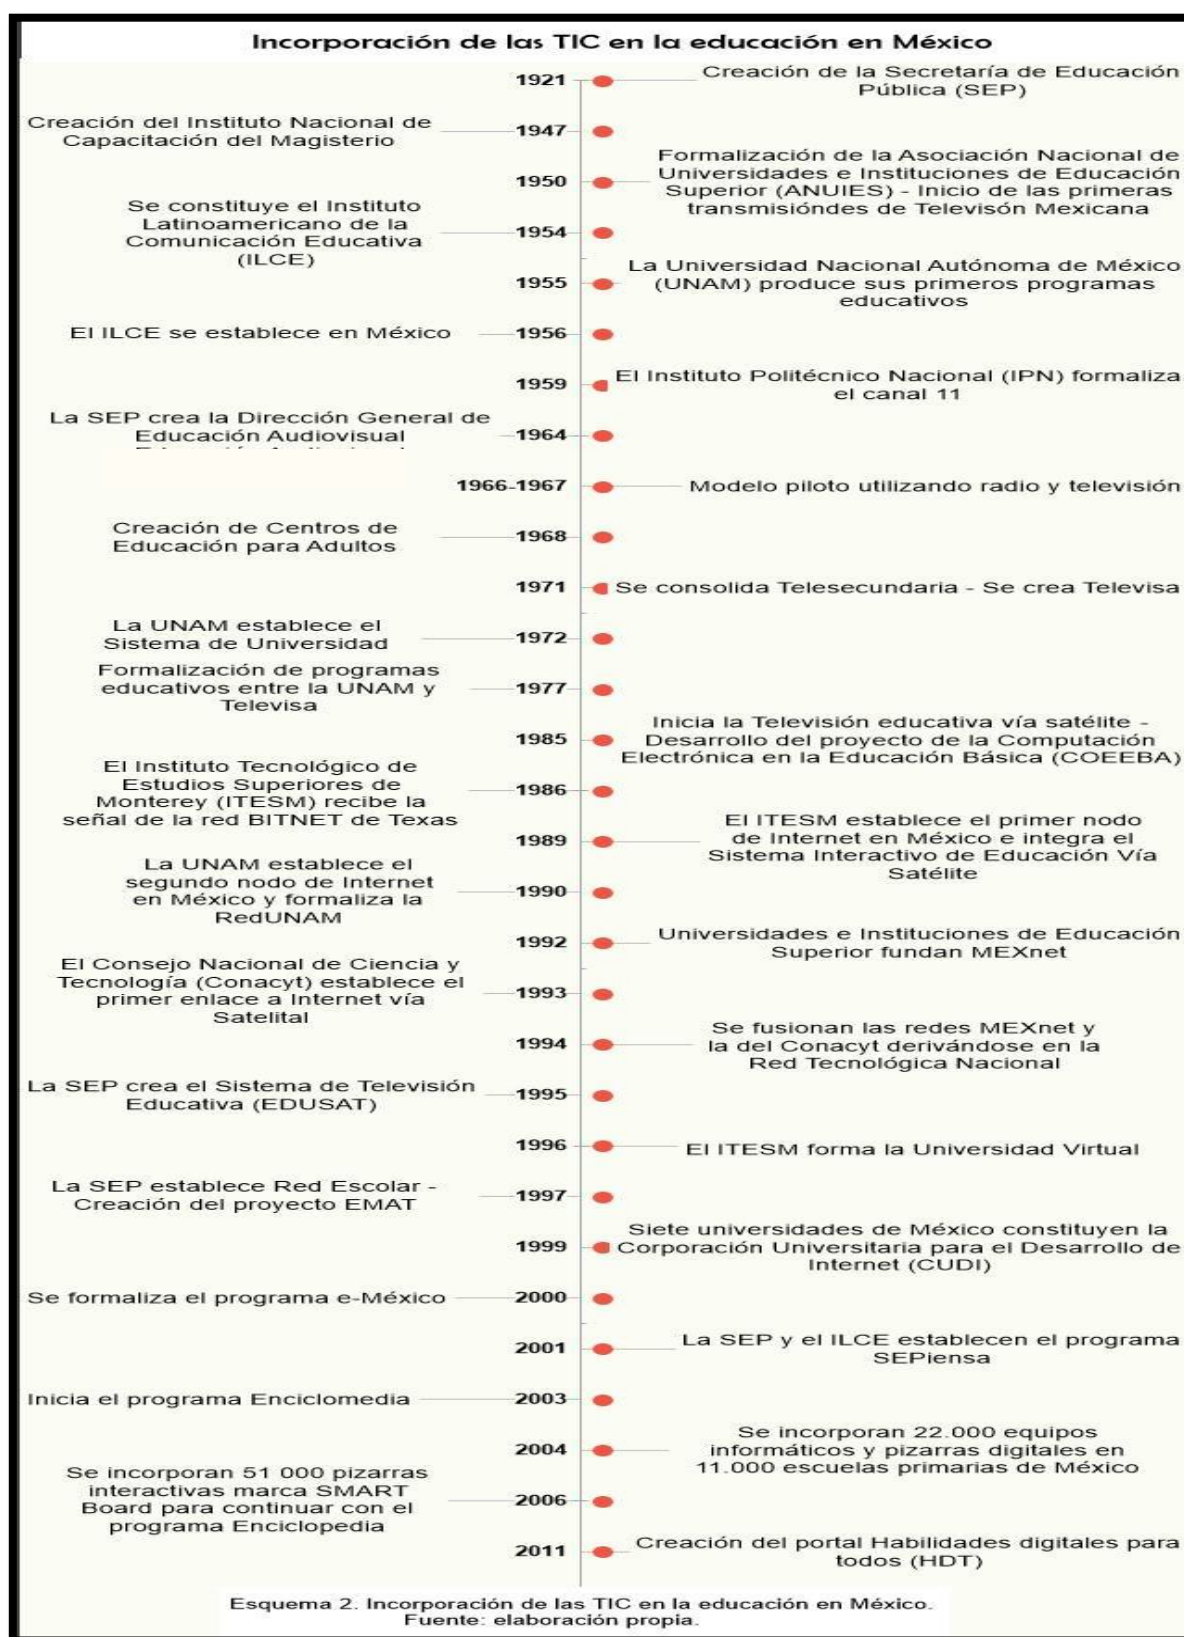 Incorporación de las TIC en la educación en México
1921
Creación de la Secretaría de Educación
Pública (SEP)
Creación del Instituto Nacional de
Capacitación del Magisterio
1947
1950
Formalización de la Asociación Nacional de
Universidades e Instituciones de Educación
Superior (ANUIES) - Inicio de las primeras
transmisióndes de Televisón Mexicana
Se constituye el Instituto
Latinoamericano de la
Comunicación Educativa
(ILCE)
1954
1955
La Universidad Nacional Autónoma de México
(UNAM) produce sus primeros programas
educativos
El ILCE se establece en México
1956
1959
El Instituto Politécnico Nacional (IPN) formaliza
el canal 11
La SEP crea la Dirección General de
Educación Audiovisual
1964
1966-1967
Modelo piloto utilizando radio y televisión
Creación de Centros de
Educación para Adultos
1968
1971
Se consolida Telesecundaria - Se crea Televisa
La UNAM establece el
Sistema de Universidad
1972
Formalización de programas
educativos entre la UNAM y
Televisa
1977
1985
Inicia la Televisión educativa vía satélite -
Desarrollo del proyecto de la Computación
Electrónica en la Educación Básica (COEEBA)
El Instituto Tecnológico de
Estudios Superiores de
Monterey (ITESM) recibe la
señal de la red BITNET de Texas
1986
1989
El ITESM establece el primer nodo
de Internet en México e integra el
Sistema Interactivo de Educación Vía
Satélite
La UNAM establece el
segundo nodo de Internet
en México y formaliza la
RedUNAM
1990
1992
Universidades e Instituciones de Educación
Superior fundan MEXnet
El Consejo Nacional de Ciencia y
Tecnología (Conacyt) establece el
primer enlace a Internet vía
Satelital
1993
1994
Se fusionan las redes MEXnet y
la del Conacyt derivándose en la
Red Tecnológica Nacional
La SEP crea el Sistema de Televisión
Educativa (EDUSAT)
1995
1996
El ITESM forma la Universidad Virtual
La SEP establece Red Escolar -
Creación del proyecto EMAT
1997
1999
Siete universidades de México constituyen la
Corporación Universitaria para el Desarrollo de
Internet (CUDI)
Se formaliza el programa e-México
2000
2001
La SEP y el ILCE establecen el programa
SEPiensa
Inicia el programa Enciclomedia
2003
2004
Se incorporan 22.000 equipos
informáticos y pizarras digitales en
11.000 escuelas primarias de México
Se incorporan 51 000 pizarras
interactivas marca SMART
Board para continuar con el
programa Enciclopedia
2006
2011
Creación del portal Habilidades digitales para
todos (HDT)
Esquema 2. Incorporación de las TIC en la educación en México.
Fuente: elaboración propia.